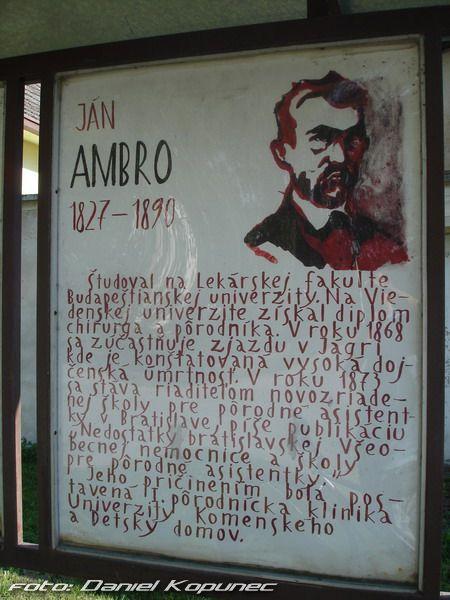 JÁN
AMBRO
1827-1890
Študoval na Lekárskej fakulte
Budapeštianskej univerzity. Na Vie-
denskej univerzite získal diplom
chirurga a pôrodníka. V roku 1868
sa zúčastňuje zjazdu v Jágri
kde je konštatovaná vysoká doj-
čenská úmrtnosť. V roku 1873
sa stáva riaditeľom novozriade-
nej školy pre pôrodné asistent-
ky v Bratislave, píše publikáciu
„Nedostatky bratislavskej Všeo-
becnej nemocnice a školy
pre pôrodné asistentky."
Jeho pričinením bola pos-
tavená I. pôrodnícka klinika
Univerzity Komenského
a Detský domov.
foto: Daniel Kopunec